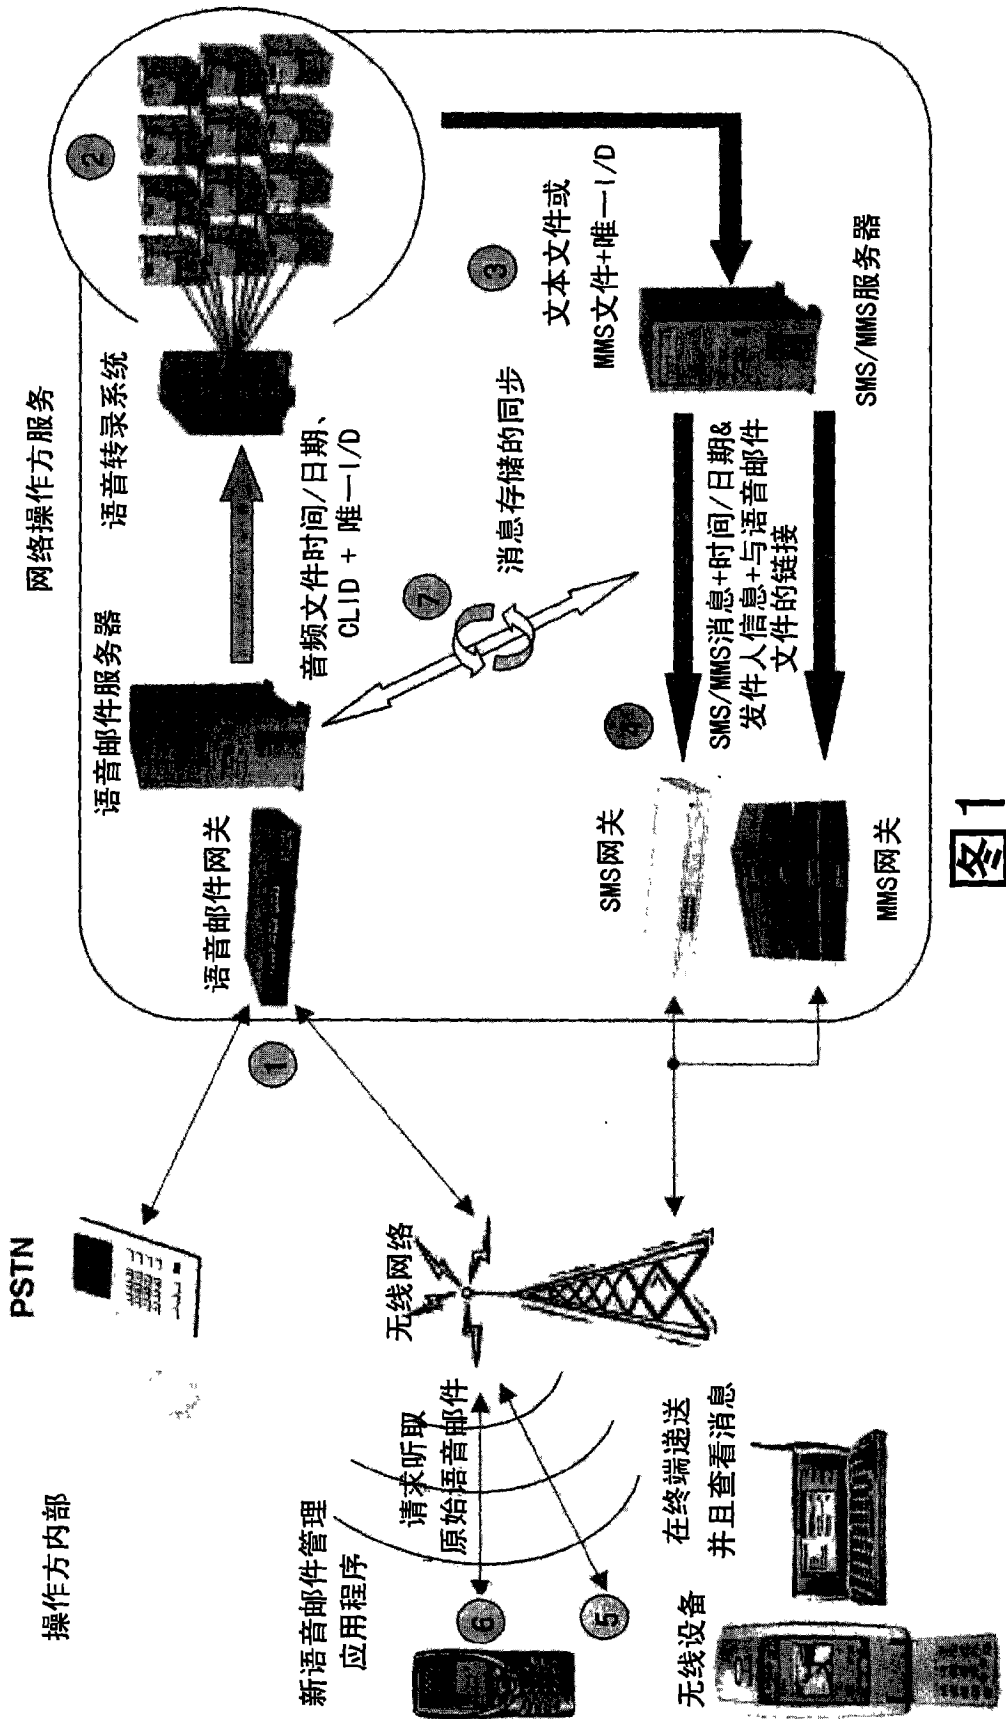 操作方内部
PSTN
网络操作方服务
新语音邮件管理
应用程序
6
请求听取
原始语音邮件
5
无线网络
无线设备
在终端递送
并且查看消息
1
语音邮件网关
语音邮件服务器
语音转录系统
2
音频文件时间/日期、
CLID + 唯一I/D
7
消息存储的同步
3
文本文件或
MMS文件+唯一I/D
SMS/MMS服务器
4
SMS/MMS消息+时间/日期&
发件人信息+与语音邮件
文件的链接
SMS网关
MMS网关
图1